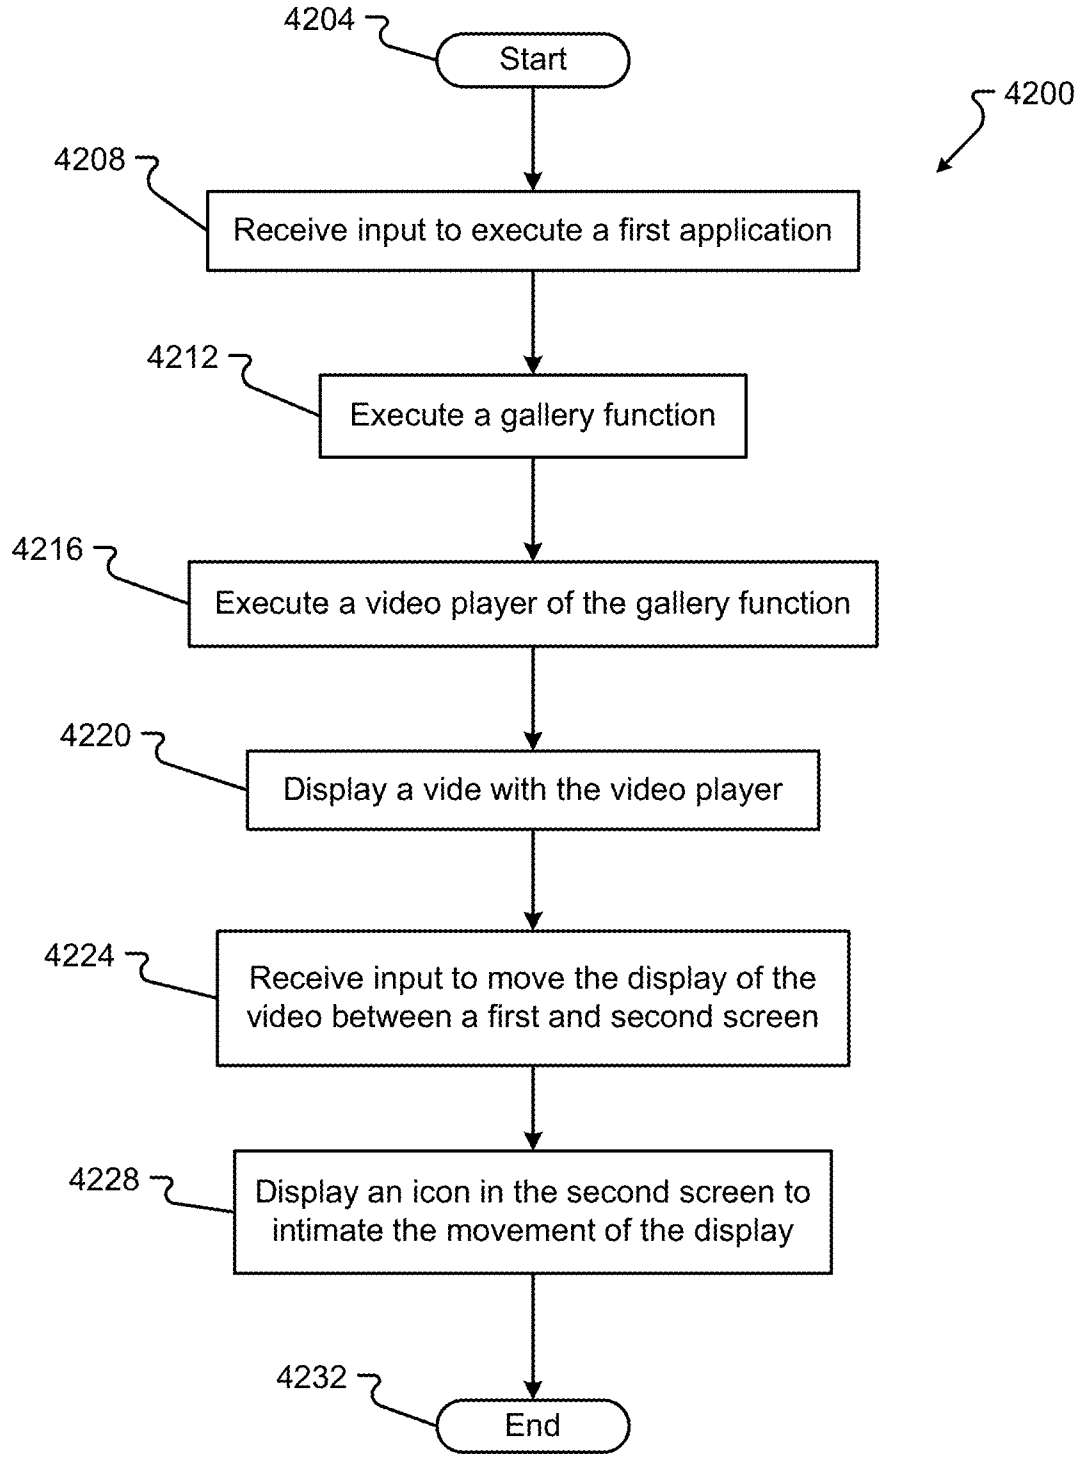 4204
Start
4200
4208
Receive input to execute a first application
4212
Execute a gallery function
4216
Execute a video player of the gallery function
4220
Display a vide with the video player
4224
Receive input to move the display of the
video between a first and second screen
4228
Display an icon in the second screen to
intimate the movement of the display
4232
End